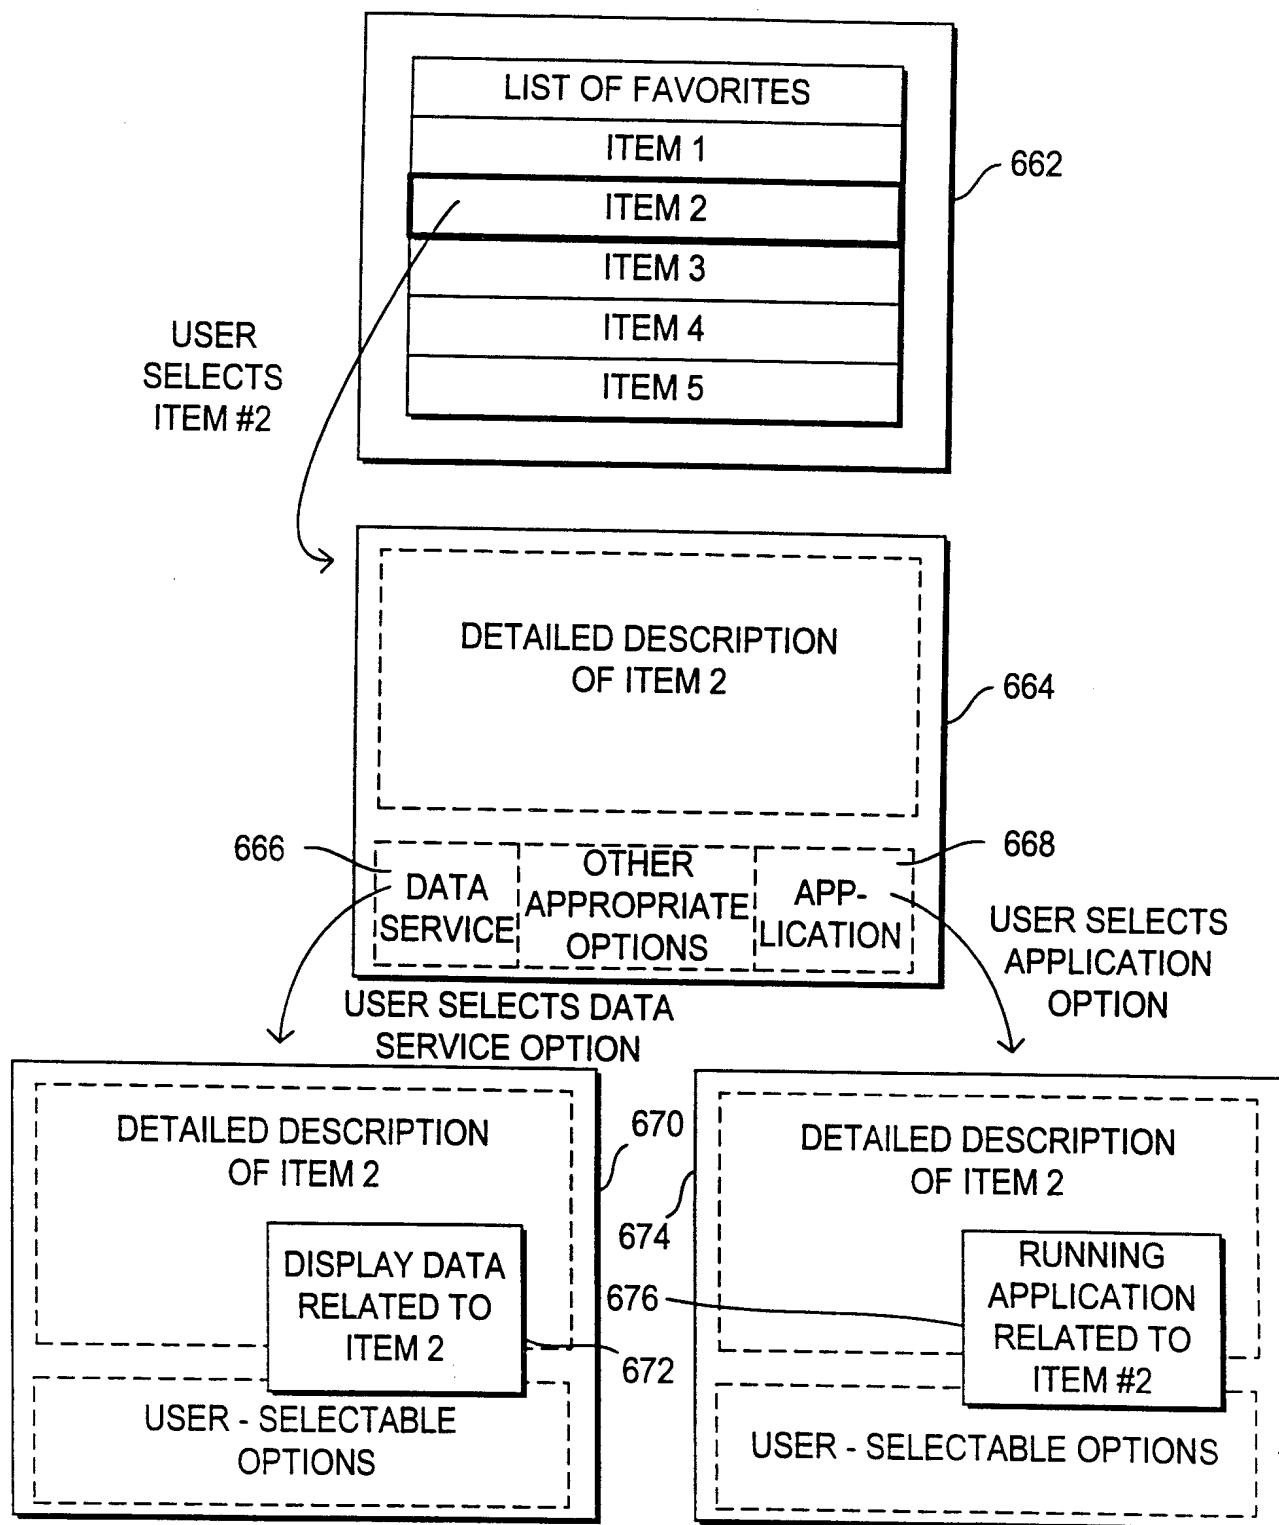 LIST OF FAVORITES
ITEM 1
ITEM 2
ITEM 3
ITEM 4
ITEM 5
662
USER
SELECTS
ITEM #2
DETAILED DESCRIPTION
OF ITEM 2
664
666
DATA
SERVICE
OTHER
APPROPRIATE
OPTIONS
668
APP-
LICATION
USER SELECTS
APPLICATION
OPTION
USER SELECTS DATA
SERVICE OPTION
DETAILED DESCRIPTION
OF ITEM 2
670
DISPLAY DATA
RELATED TO
ITEM 2
672
USER - SELECTABLE
OPTIONS
DETAILED DESCRIPTION
OF ITEM 2
674
676
RUNNING
APPLICATION
RELATED TO
ITEM #2
USER - SELECTABLE OPTIONS